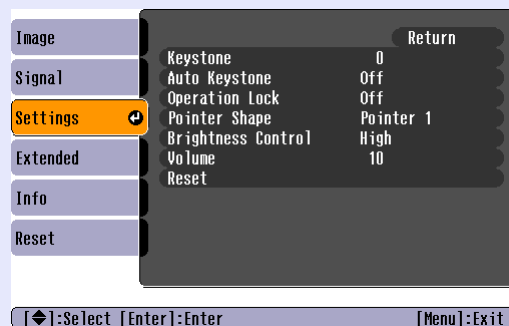 Image
Signal
Settings
Extended
Info
Reset
Return
Keystone 0
Auto Keystone Off
Operation Lock Off
Pointer Shape Pointer 1
Brightness Control High
Volume 10
Reset
[◆]:Select [Enter]:Enter [Menu]:Exit